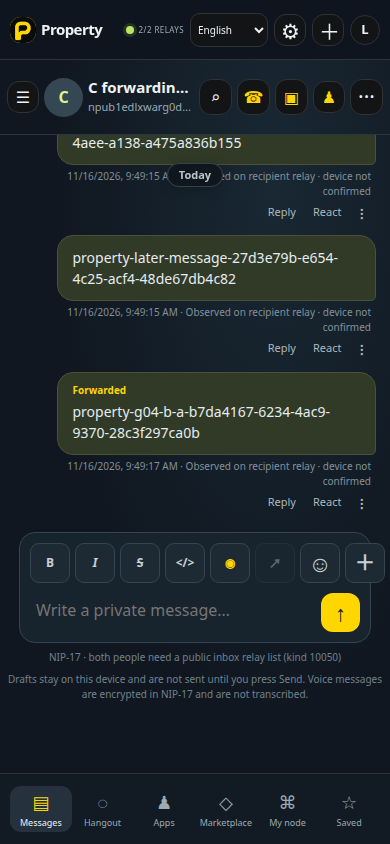 Property
2/2 RELAYS
English
L
C
C forwardin...
npub1edlxwarg0d...
4aee-a138-a475a836b155
11/16/2026, 9:49:15 A
ed on recipient relay · device not
confirmed
Today
Reply
React
property-later-message-27d3e79b-e654-
4c25-acf4-48de67db4c82
11/16/2026, 9:49:15 AM · Observed on recipient relay · device not
confirmed
Reply
React
Forwarded
property-g04-b-a-b7da4167-6234-4ac9-
9370-28c3f297ca0b
11/16/2026, 9:49:17 AM · Observed on recipient relay · device not
confirmed
Reply
React
B
I
S
</>
Write a private message...
NIP-17 · both people need a public inbox relay list (kind 10050)
Drafts stay on this device and are not sent until you press Send. Voice messages
are encrypted in NIP-17 and are not transcribed.
Messages
Hangout
Apps
Marketplace
My node
Saved